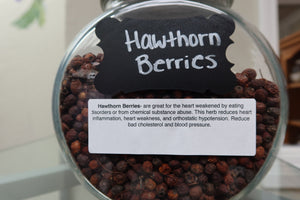 Hawthorn
Berries
Hawthorn Berries- are great for the heart weakened by eating
disorders or from chemical substance abuse. This herb reduces heart
inflammation, heart weakness, and orthostatic hypotension. Reduce
bad cholesterol and blood pressure.